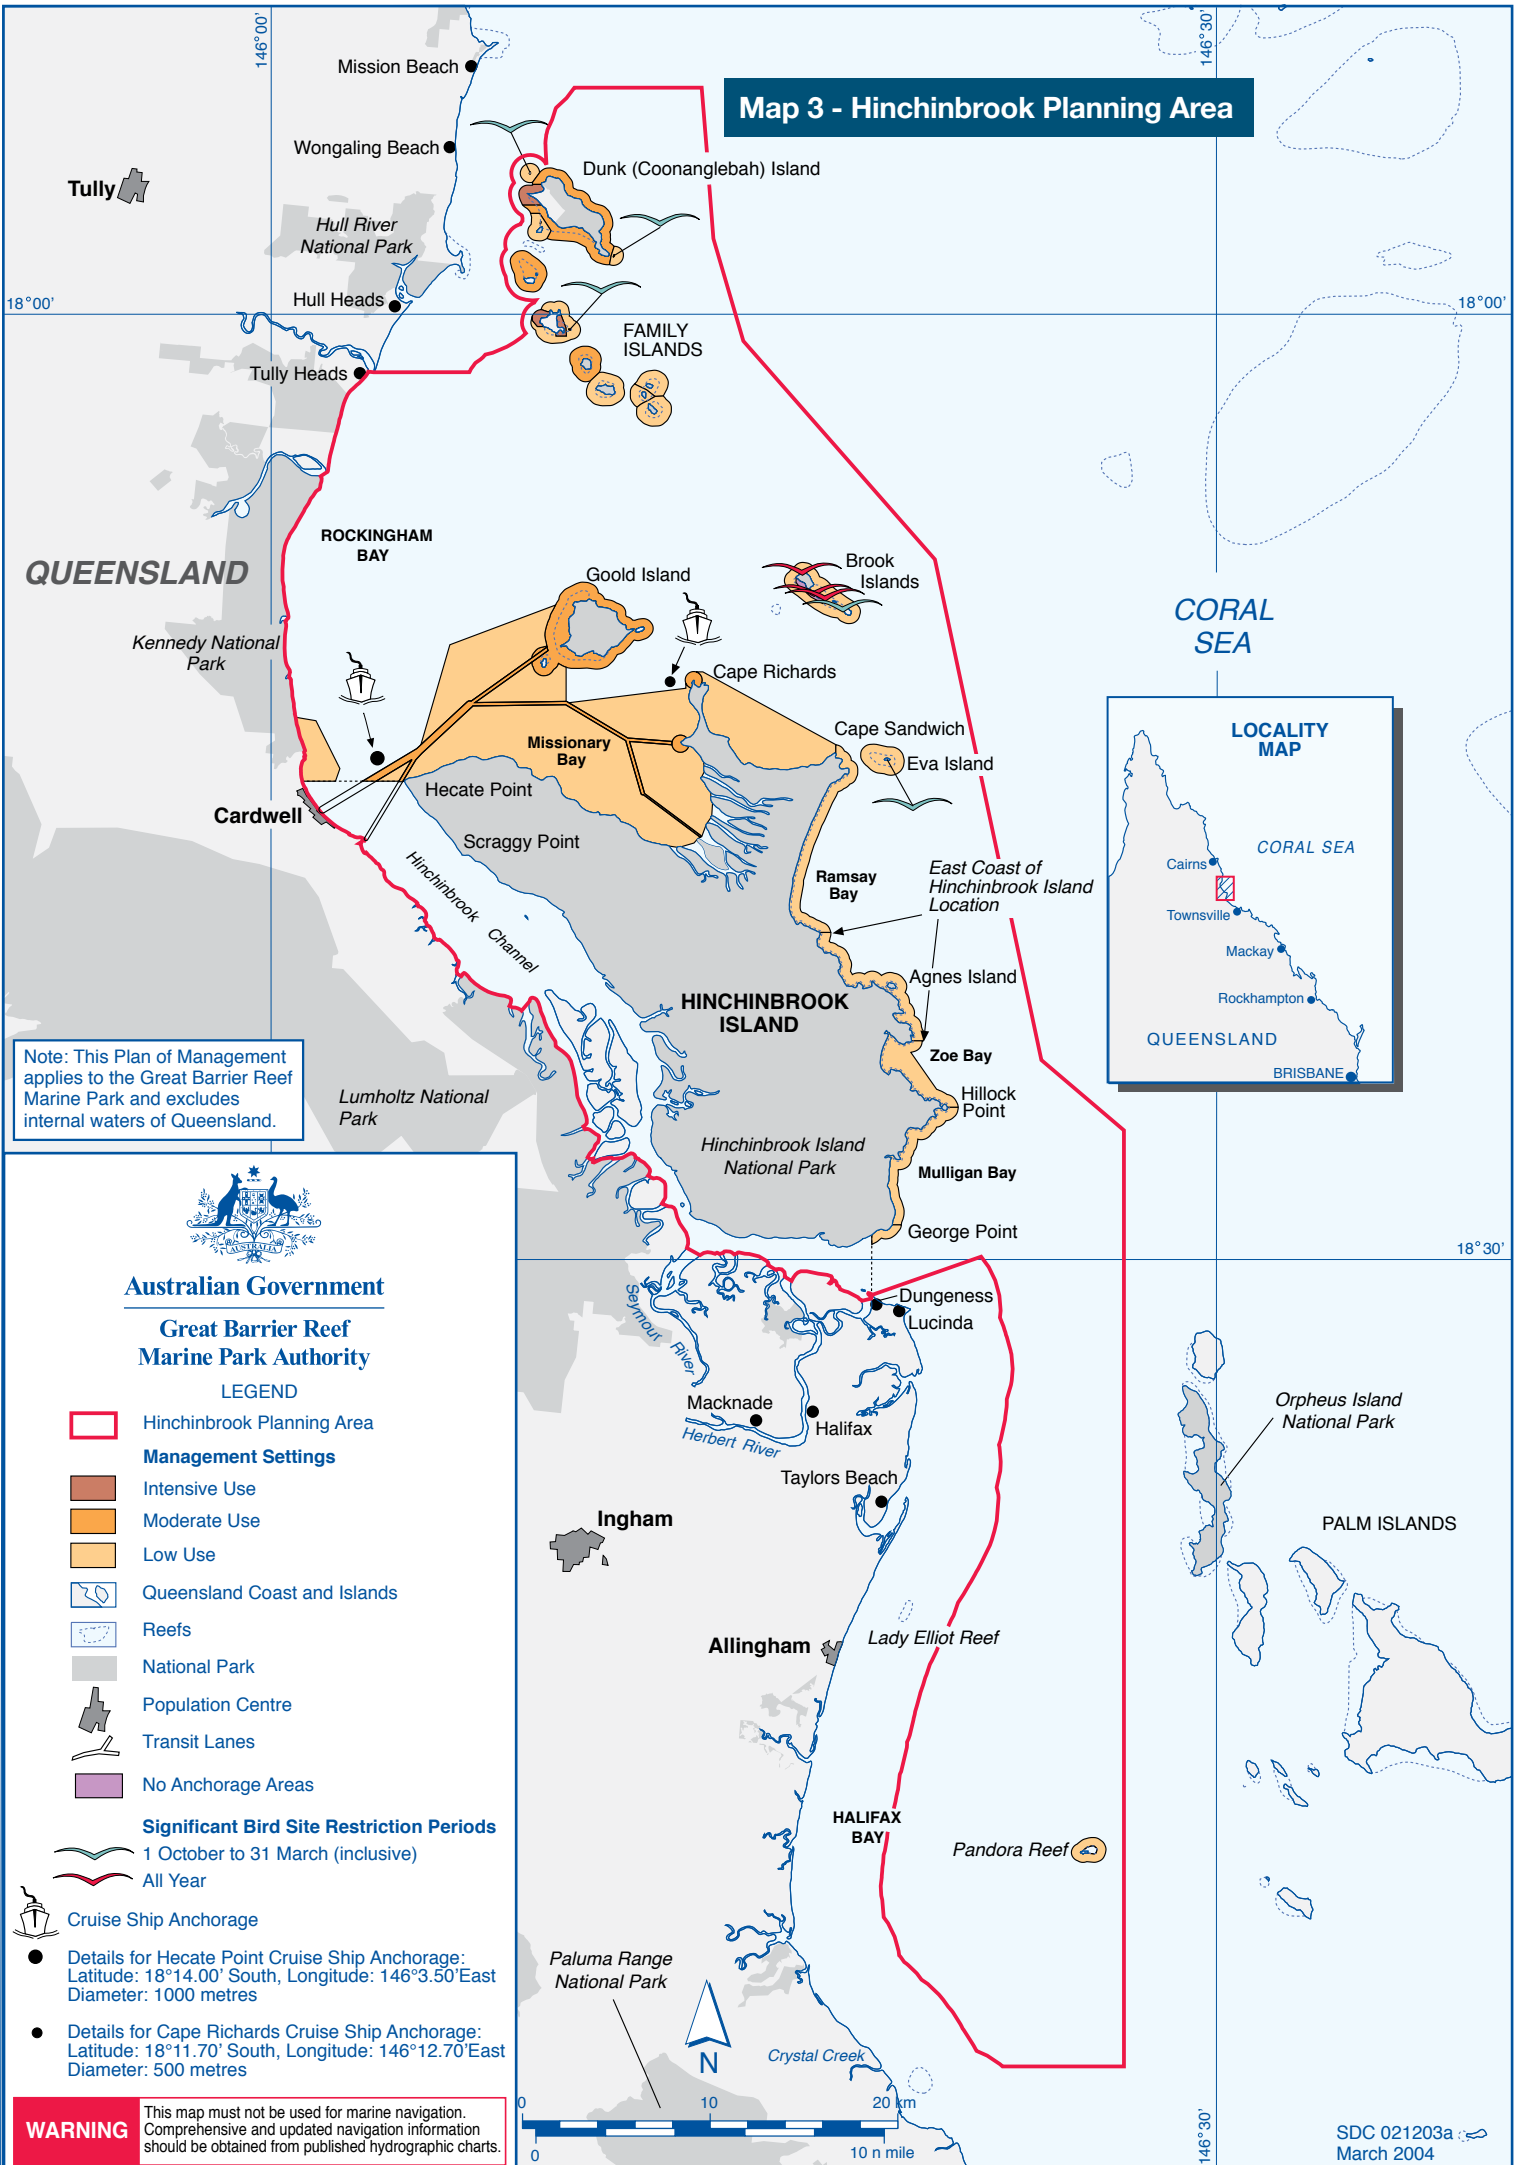 146°00'
146°30'
Map 3 - Hinchinbrook Planning Area
Mission Beach
Wongaling Beach
Tully
Dunk (Coonanglebah) Island
Hull River
National Park
Hull Heads
18°00'
18°00'
FAMILY
ISLANDS
Tully Heads
ROCKINGHAM
BAY
QUEENSLAND
Goold Island
Brook
Islands
CORAL
SEA
Kennedy National
Park
Cape Richards
Cape Sandwich
Missionary
Bay
Eva Island
Hecate Point
Cardwell
Scraggy Point
Hinchinbrook
Channel
Ramsay
Bay
East Coast of
Hinchinbrook Island
Location
Agnes Island
HINCHINBROOK
ISLAND
Zoe Bay
Hillock
Point
Lumholtz National
Park
Hinchinbrook Island
National Park
Mulligan Bay
George Point
18°30'
LOCALITY
MAP
CORAL SEA
Cairns
Townsville
Mackay
Rockhampton
QUEENSLAND
BRISBANE
Note: This Plan of Management
applies to the Great Barrier Reef
Marine Park and excludes
internal waters of Queensland.
Dungeness
Lucinda
Seymour
River
Macknade
Halifax
Herbert River
Taylors Beach
Ingham
Orpheus Island
National Park
PALM ISLANDS
Allingham
Lady Elliot Reef
HALIFAX
BAY
Pandora Reef
Paluma Range
National Park
Crystal Creek
N
0
10
20 km
0
10 n mile
146°30'
SDC 021203a
March 2004
AUSTRALIA
Australian Government
Great Barrier Reef
Marine Park Authority
LEGEND
Hinchinbrook Planning Area
Management Settings
Intensive Use
Moderate Use
Low Use
Queensland Coast and Islands
Reefs
National Park
Population Centre
Transit Lanes
No Anchorage Areas
Significant Bird Site Restriction Periods
1 October to 31 March (inclusive)
All Year
Cruise Ship Anchorage
Details for Hecate Point Cruise Ship Anchorage:
Latitude: 18°14.00' South, Longitude: 146°3.50'East
Diameter: 1000 metres
Details for Cape Richards Cruise Ship Anchorage:
Latitude: 18°11.70' South, Longitude: 146°12.70'East
Diameter: 500 metres
WARNING
This map must not be used for marine navigation.
Comprehensive and updated navigation information
should be obtained from published hydrographic charts.